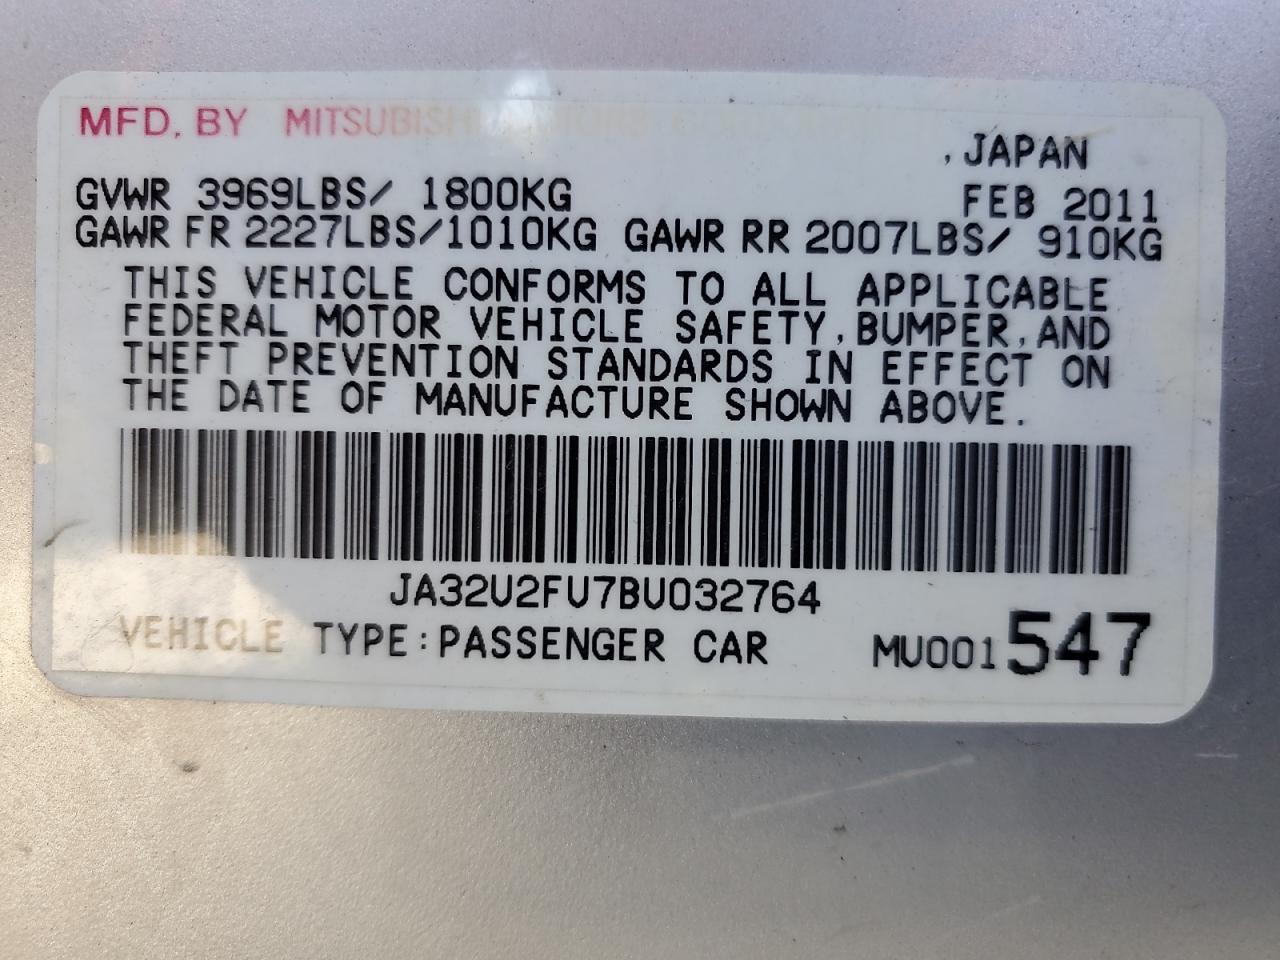 MFD. BY MITSUBISHI MOTORS CORPORATION
, JAPAN
GVWR 3969LBS/ 1800KG FEB 2011
GAWR FR 2227LBS/1010KG GAWR RR 2007LBS/ 910KG
THIS VEHICLE CONFORMS TO ALL APPLICABLE
FEDERAL MOTOR VEHICLE SAFETY,BUMPER,AND
THEFT PREVENTION STANDARDS IN EFFECT ON
THE DATE OF MANUFACTURE SHOWN ABOVE.
JA32U2FU7BU032764
VEHICLE TYPE:PASSENGER CAR MU001547